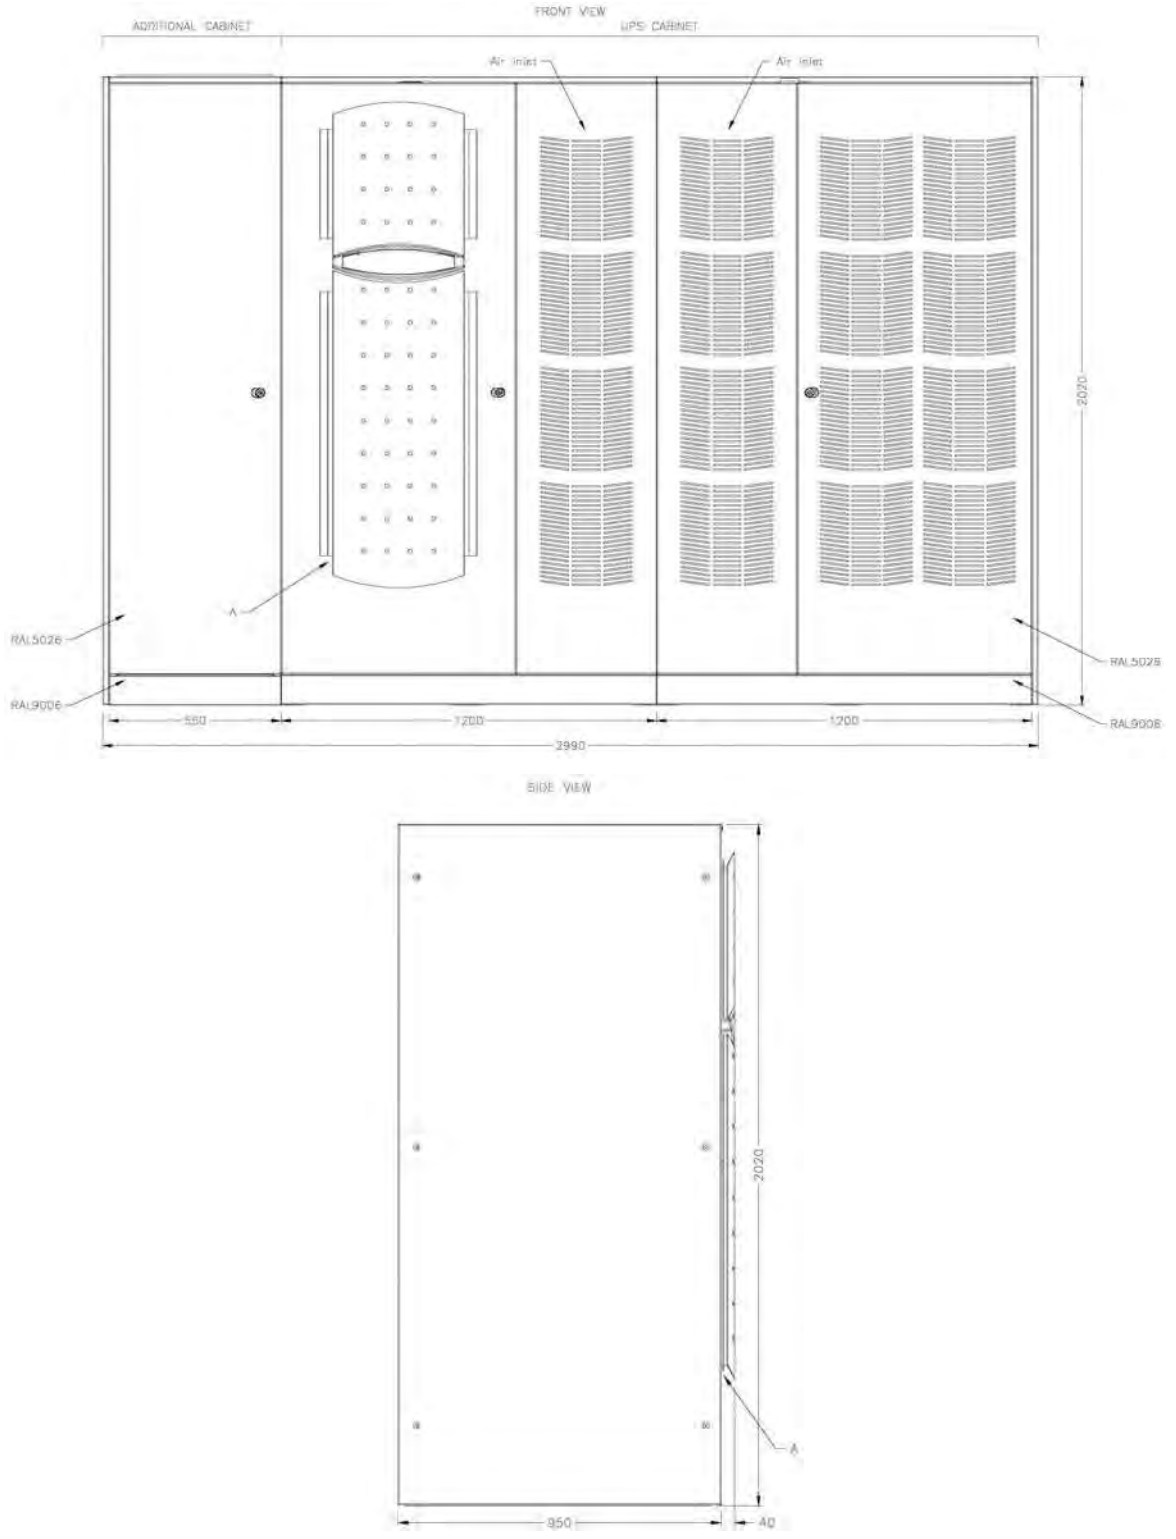 FRONT VIEW
ADDITIONAL CABINET
UPS CABINET
Air inlet
Air inlet
2020
A
RAL5026
RAL5026
RAL9006
RAL9006
550
1200
1200
2990
SIDE VIEW
2020
A
950
40